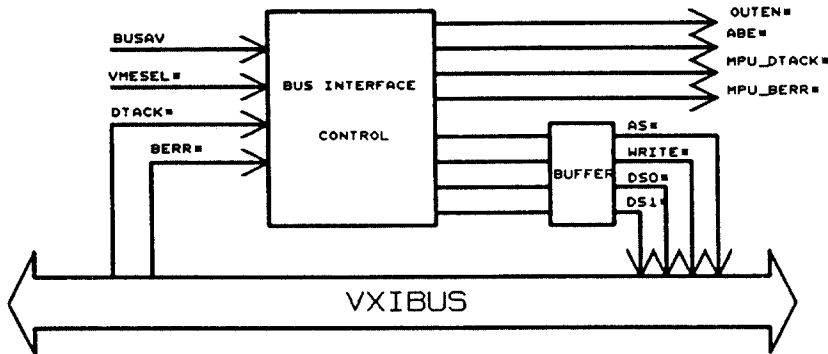 OUTEN*
ABE*
BUSAV
MPU_DTACK*
VMESEL*
BUS INTERFACE
MPU_BERR*
DTACK*
CONTROL
AS*
BERR*
WRITE*
BUFFER
DS0*
DS1*
VXIBUS